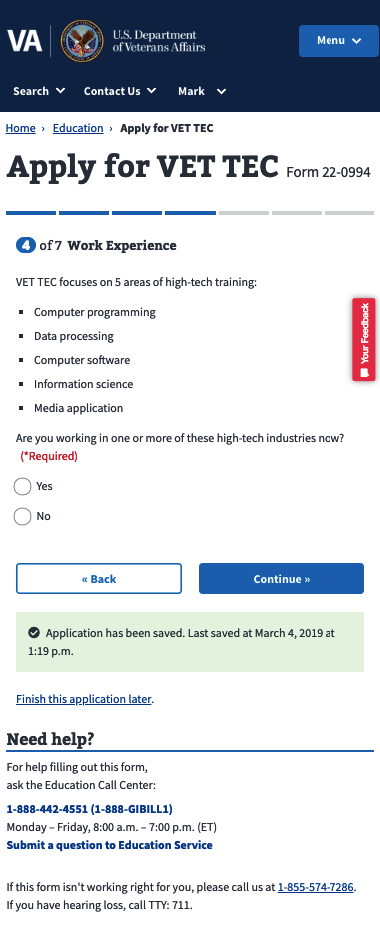 VA
U.S. Department
of Veterans Affairs
Menu
Search Contact Us Mark
Home › Education › Apply for VET TEC
Apply for VET TEC Form 22-0994
4 of 7 Work Experience
VET TEC focuses on 5 areas of high-tech training:
Computer programming
Data processing
Computer software
Information science
Media application
Your Feedback
Are you working in one or more of these high-tech industries now?
(*Required)
Yes
No
« Back Continue »
Application has been saved. Last saved at March 4, 2019 at
1:19 p.m.
Finish this application later.
Need help?
For help filling out this form,
ask the Education Call Center:
1-888-442-4551 (1-888-GIBILL1)
Monday – Friday, 8:00 a.m. – 7:00 p.m. (ET)
Submit a question to Education Service
If this form isn't working right for you, please call us at 1-855-574-7286.
If you have hearing loss, call TTY: 711.